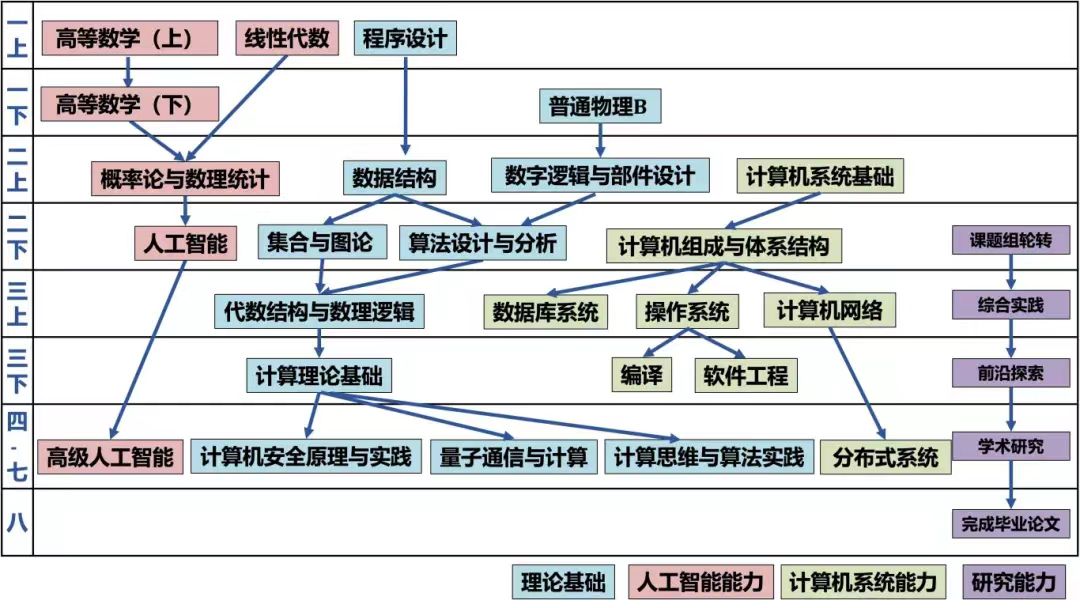 一上
高等数学（上）
线性代数
程序设计
一下
高等数学（下）
普通物理B
二上
概率论与数理统计
数据结构
数字逻辑与部件设计
计算机系统基础
二下
人工智能
集合与图论
算法设计与分析
计算机组成与体系结构
课题组轮转
三上
代数结构与数理逻辑
数据库系统
操作系统
计算机网络
综合实践
三下
计算理论基础
编译
软件工程
前沿探索
四-七
高级人工智能
计算机安全原理与实践
量子通信与计算
计算思维与算法实践
分布式系统
学术研究
八
完成毕业论文
理论基础
人工智能能力
计算机系统能力
研究能力